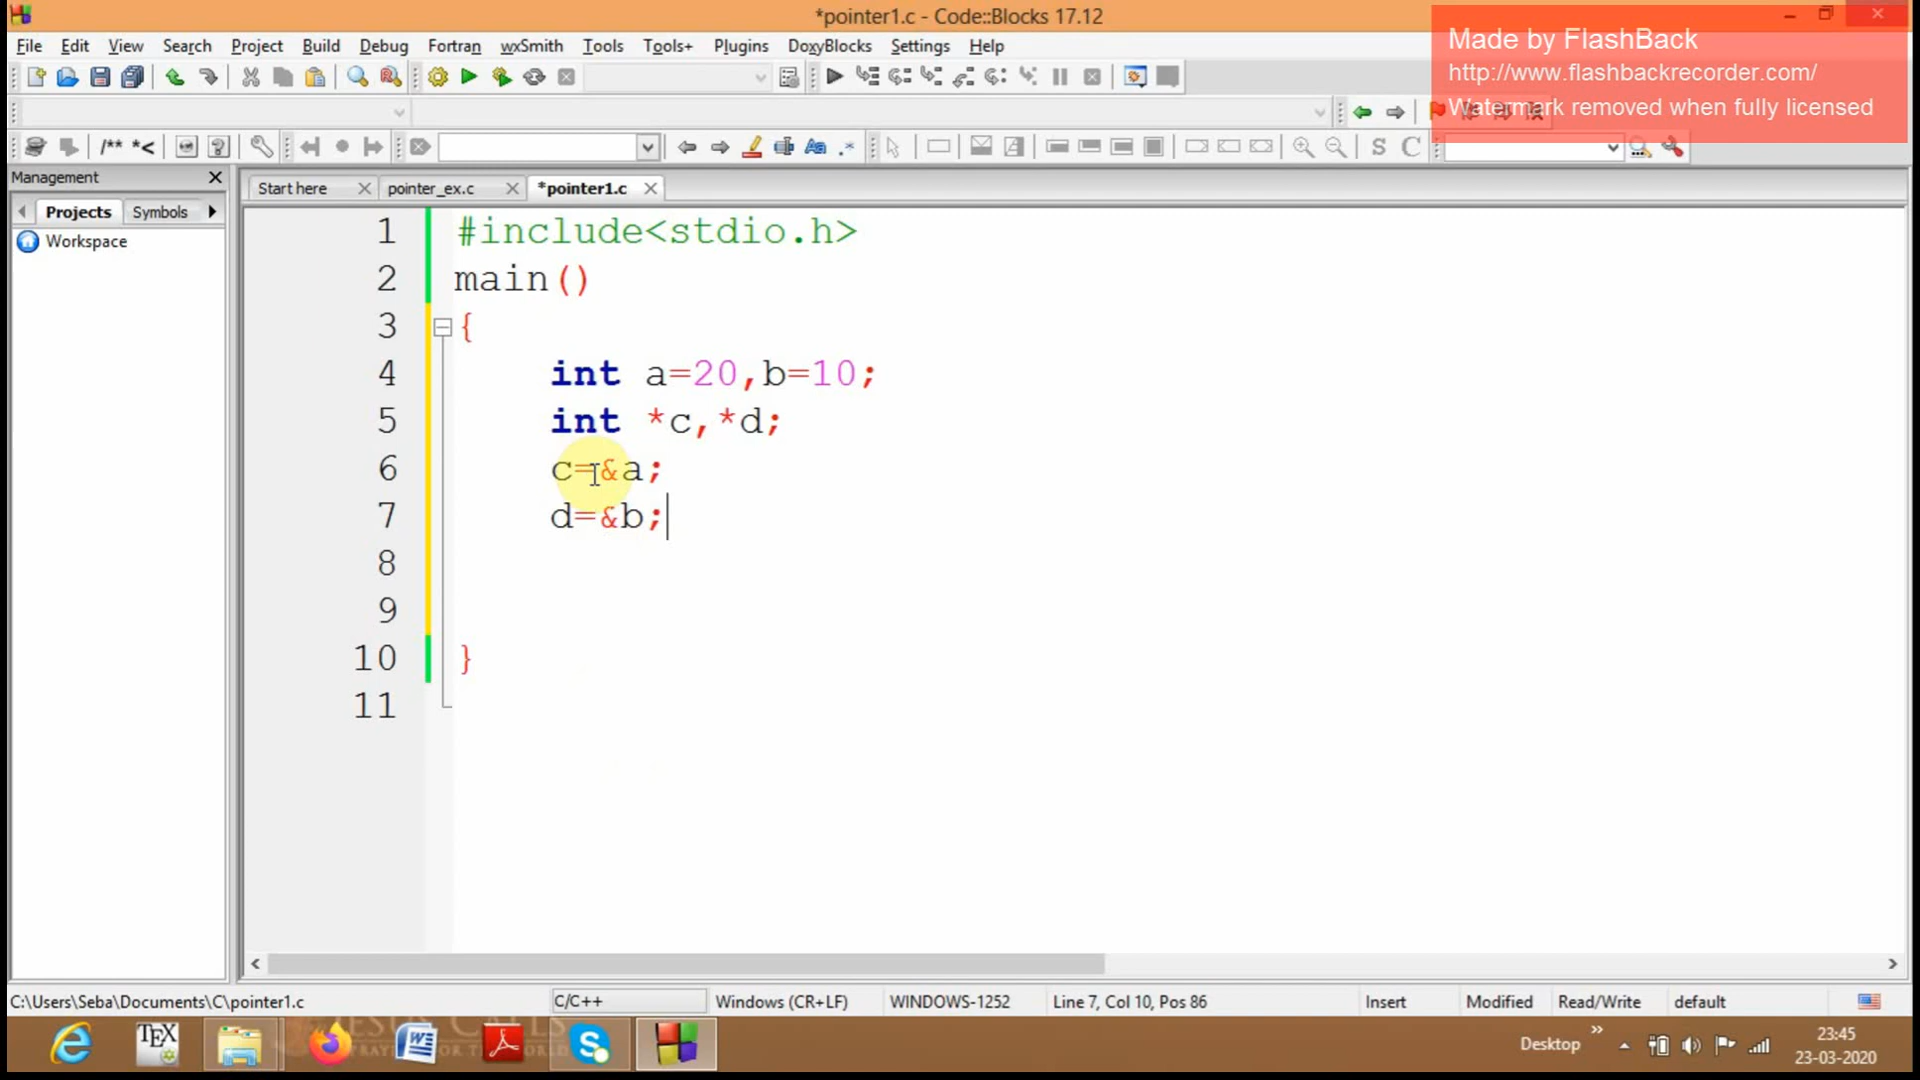 *pointer1.c - Code::Blocks 17.12
Made by FlashBack
http://www.flashbackrecorder.com/
Watermark removed when fully licensed
File Edit View Search Project Build Debug Fortran wxSmith Tools Tools+ Plugins DoxyBlocks Settings Help
/** *<
S C
Management
Projects Symbols
Workspace
Start here pointer_ex.c *pointer1.c
1 #include<stdio.h>
2 main()
3 {
4 int a=20,b=10;
5 int *c,*d;
6 c=&a;
7 d=&b;
8
9
10 }
11
C:\Users\Seba\Documents\C\pointer1.c C/C++ Windows (CR+LF) WINDOWS-1252 Line 7, Col 10, Pos 86 Insert Modified Read/Write default
TEX
JESUS CALLS
Desktop
23:45
23-03-2020